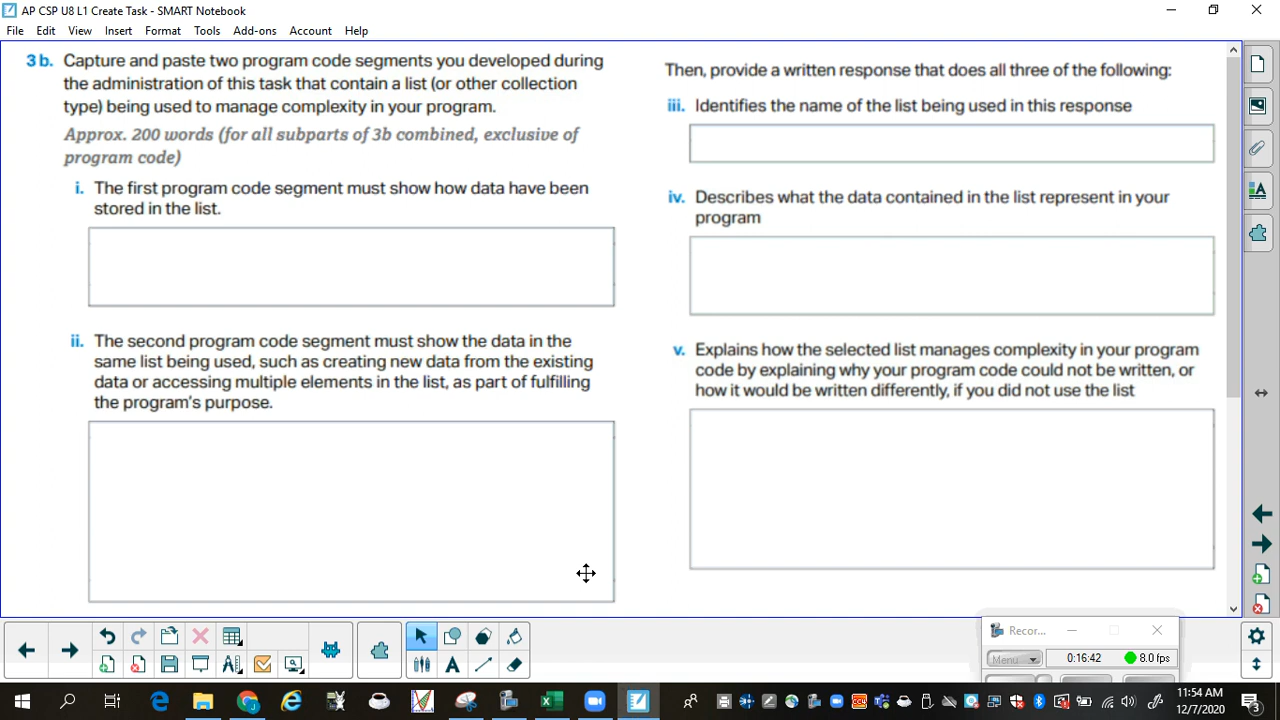 AP CSP U8 L1 Create Task - SMART Notebook
File Edit View Insert Format Tools Add-ons Account Help
3 b. Capture and paste two program code segments you developed during
the administration of this task that contain a list (or other collection
type) being used to manage complexity in your program.
Approx. 200 words (for all subparts of 3b combined, exclusive of
program code)
i. The first program code segment must show how data have been
stored in the list.
ii. The second program code segment must show the data in the
same list being used, such as creating new data from the existing
data or accessing multiple elements in the list, as part of fulfilling
the program's purpose.
Then, provide a written response that does all three of the following:
iii. Identifies the name of the list being used in this response
iv. Describes what the data contained in the list represent in your
program
v. Explains how the selected list manages complexity in your program
code by explaining why your program code could not be written, or
how it would be written differently, if you did not use the list
Recor...
Menu
0:16:42
8.0 fps
11:54 AM
12/7/2020